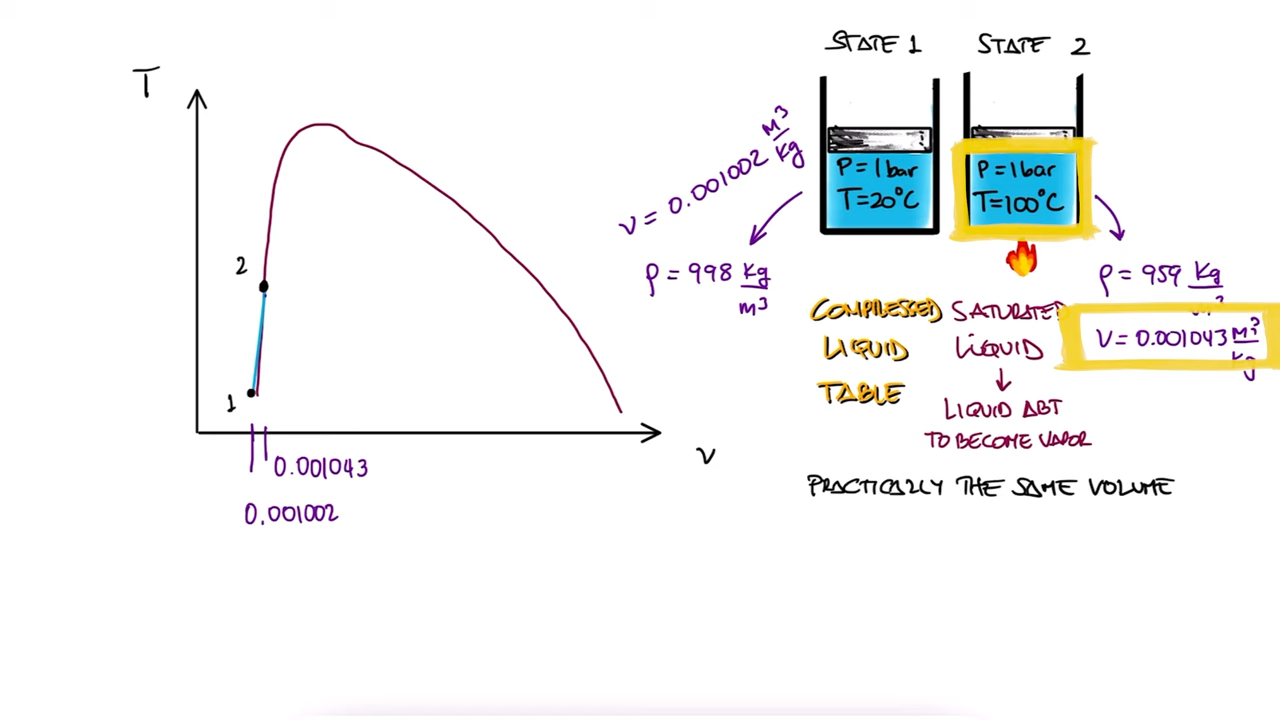 T
2
1
0.001043
0.001002
ν
STATE 1
STATE 2
P = 1 bar
T=20°C
P = 1 bar
T=100°C
ν = 0.001002 m³/kg
ρ = 998 kg/m³
ρ = 959 kg/m³
ν = 0.001043 m³/kg
COMPRESSED
LIQUID
TABLE
SATURATED
LIQUID
LIQUID ABT
TO BECOME VAPOR
PRACTICALLY THE SAME VOLUME